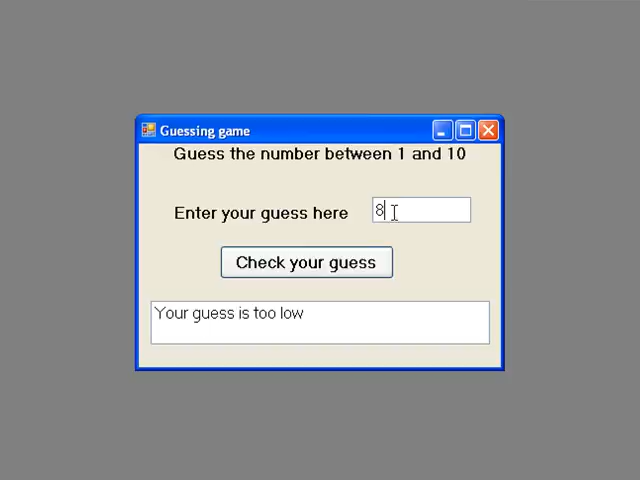 Guessing game
Guess the number between 1 and 10
Enter your guess here 8
Check your guess
Your guess is too low